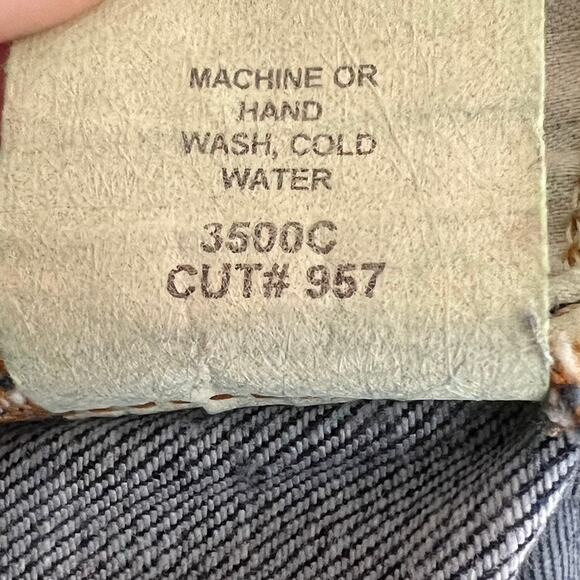 MACHINE OR
HAND
WASH, COLD
WATER
3500C
CUT# 957